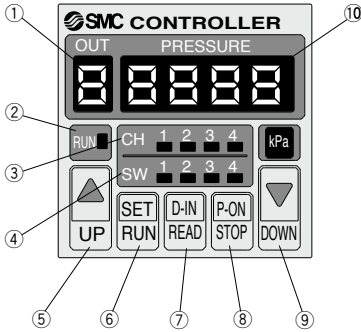 ① ⑩
SMC CONTROLLER
OUT PRESSURE
8 8888
② RUN
③ CH 1 2 3 4
kPa
④ SW 1 2 3 4
UP
SET
RUN
D-IN
READ
P-ON
STOP
DOWN
⑤ ⑥ ⑦ ⑧ ⑨